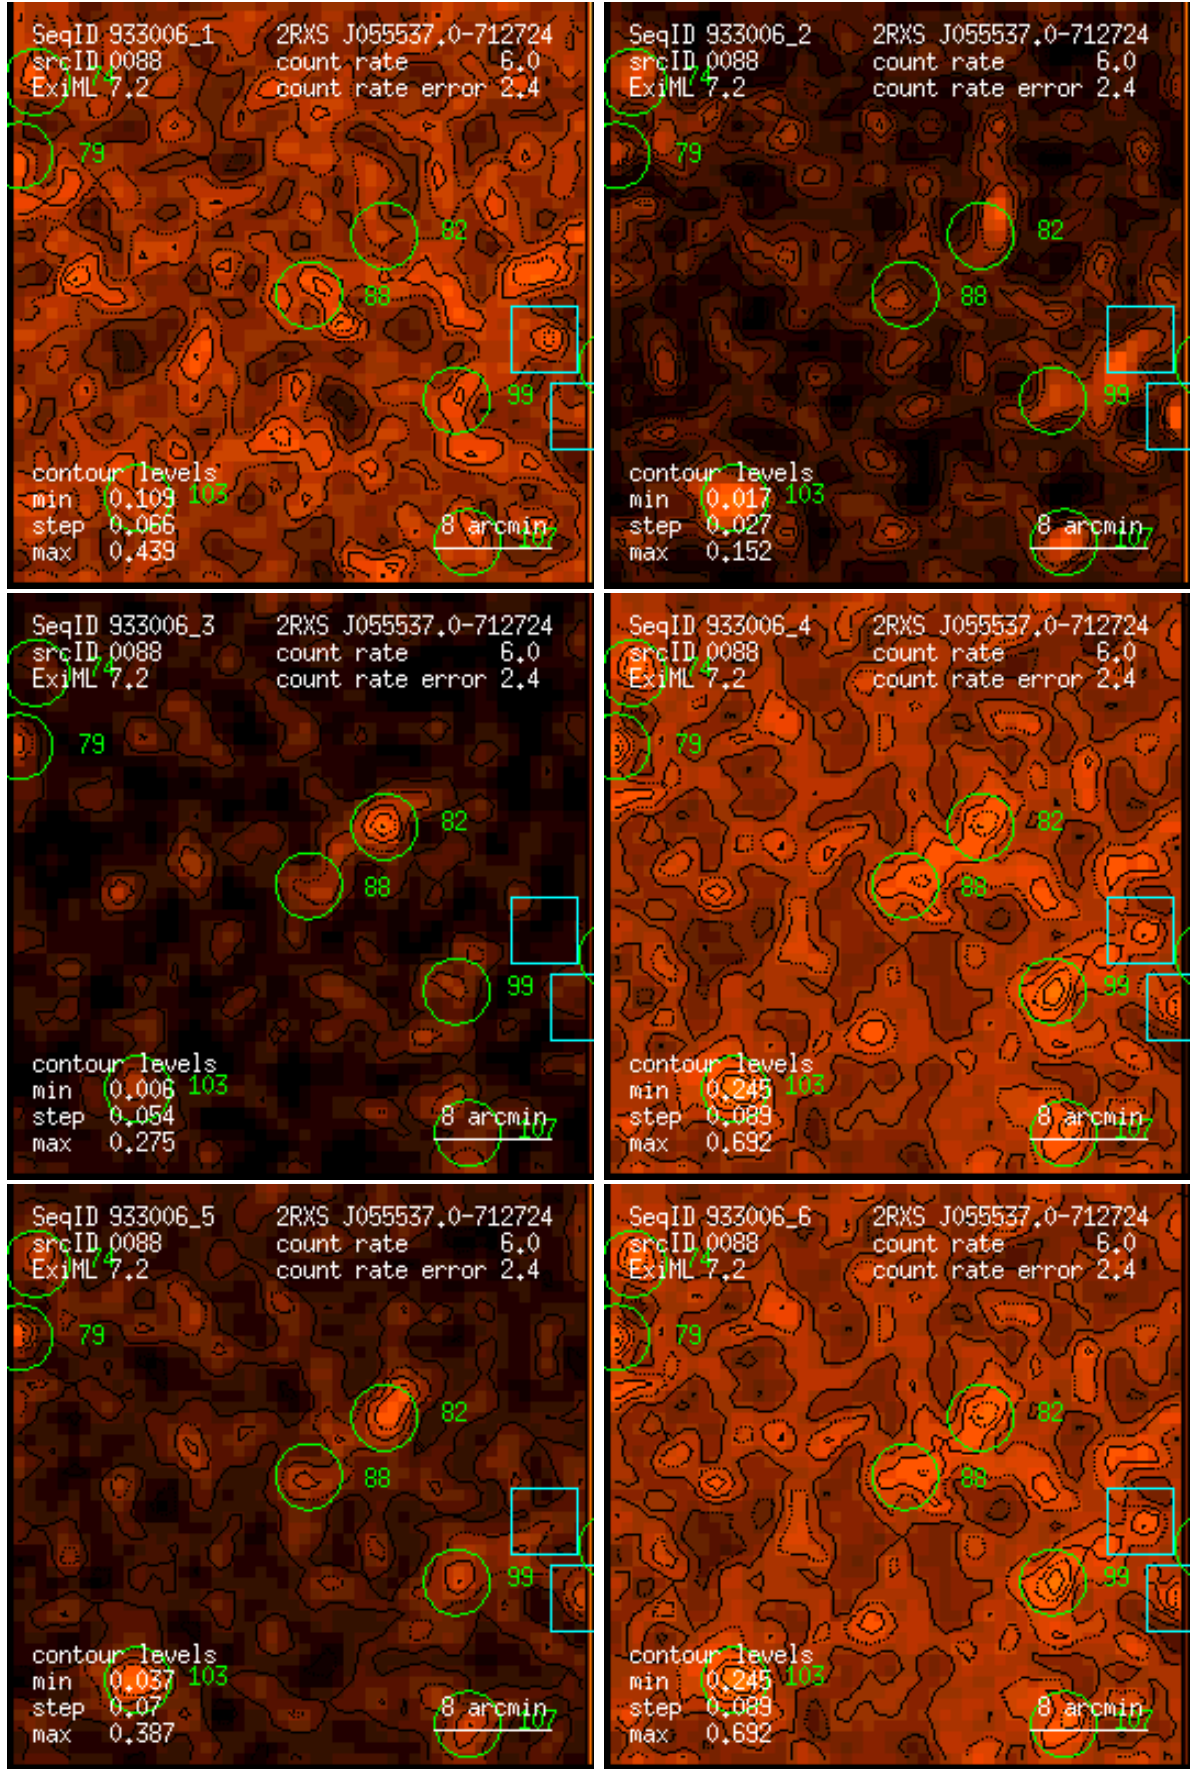 SeqID 933006_1 2RXS J055537.0-712724
srcID 0088 count rate 6.0
ExiML 7.2 count rate error 2.4
74
79
82
88
99
contour levels
min 0.109 103
step 0.066 8 arcmin 107
max 0.439
SeqID 933006_2 2RXS J055537.0-712724
srcID 0088 count rate 6.0
ExiML 7.2 count rate error 2.4
74
79
82
88
99
contour levels
min 0.017 103
step 0.027 8 arcmin 107
max 0.152
SeqID 933006_3 2RXS J055537.0-712724
srcID 0088 count rate 6.0
ExiML 7.2 count rate error 2.4
74
79
82
88
99
contour levels
min 0.006 103
step 0.054 8 arcmin 107
max 0.275
SeqID 933006_4 2RXS J055537.0-712724
srcID 0088 count rate 6.0
ExiML 7.2 count rate error 2.4
74
79
82
88
99
contour levels
min 0.245 103
step 0.089 8 arcmin 107
max 0.692
SeqID 933006_5 2RXS J055537.0-712724
srcID 0088 count rate 6.0
ExiML 7.2 count rate error 2.4
74
79
82
88
99
contour levels
min 0.037 103
step 0.07 8 arcmin 107
max 0.387
SeqID 933006_6 2RXS J055537.0-712724
srcID 0088 count rate 6.0
ExiML 7.2 count rate error 2.4
74
79
82
88
99
contour levels
min 0.245 103
step 0.089 8 arcmin 107
max 0.692